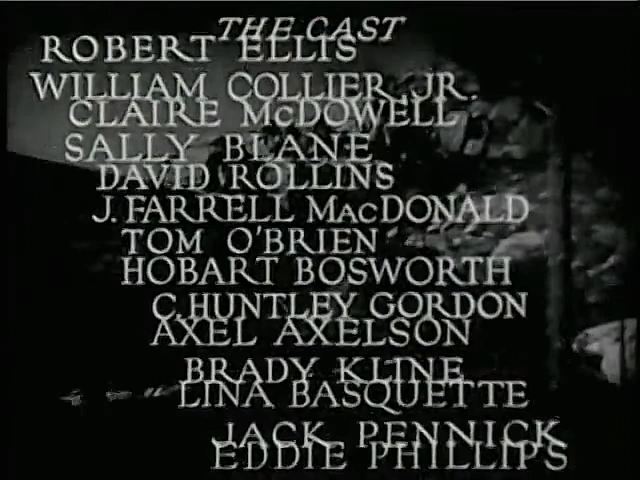 THE CAST
ROBERT ELLIS
WILLIAM COLLIER, JR.
CLAIRE McDOWELL
SALLY BLANE
DAVID ROLLINS
J. FARRELL MacDONALD
TOM O'BRIEN
HOBART BOSWORTH
C. HUNTLEY GORDON
AXEL AXELSON
BRADY KLINE
LINA BASQUETTE
JACK PENNICK
EDDIE PHILLIPS